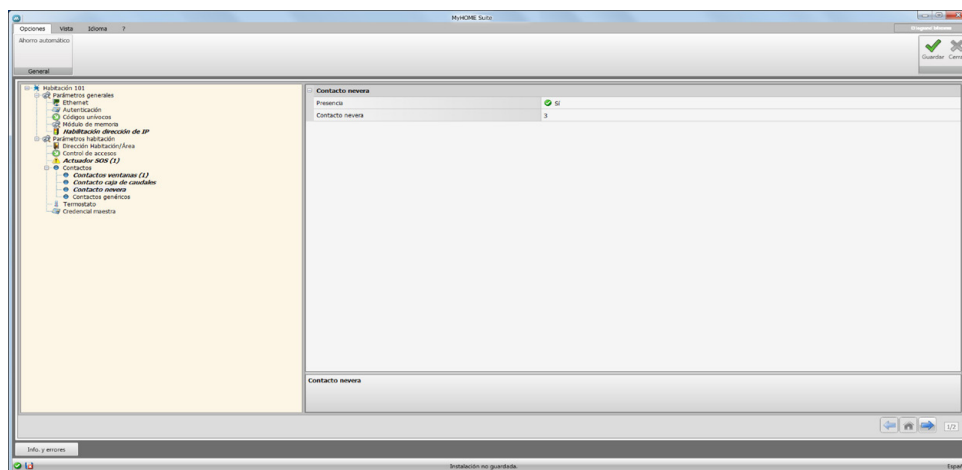 MyHOME Suite
Opciones Vista Idioma ?
Ahorro automático
Guardar Cerra
General
Habitación 101
Parámetros generales
Ethernet
Autenticación
Códigos unívocos
Módulo de memoria
Habilitación dirección de IP
Parámetros habitación
Dirección Habitación/Área
Control de accesos
Actuador SOS (1)
Contactos
Contactos ventanas (1)
Contacto caja de caudales
Contacto nevera
Contactos genéricos
Termostato
Credencial maestra
Contacto nevera
Presencia Sí
Contacto nevera 3
Contacto nevera
1/2
Info. y errores
Instalación no guardada.
Españ